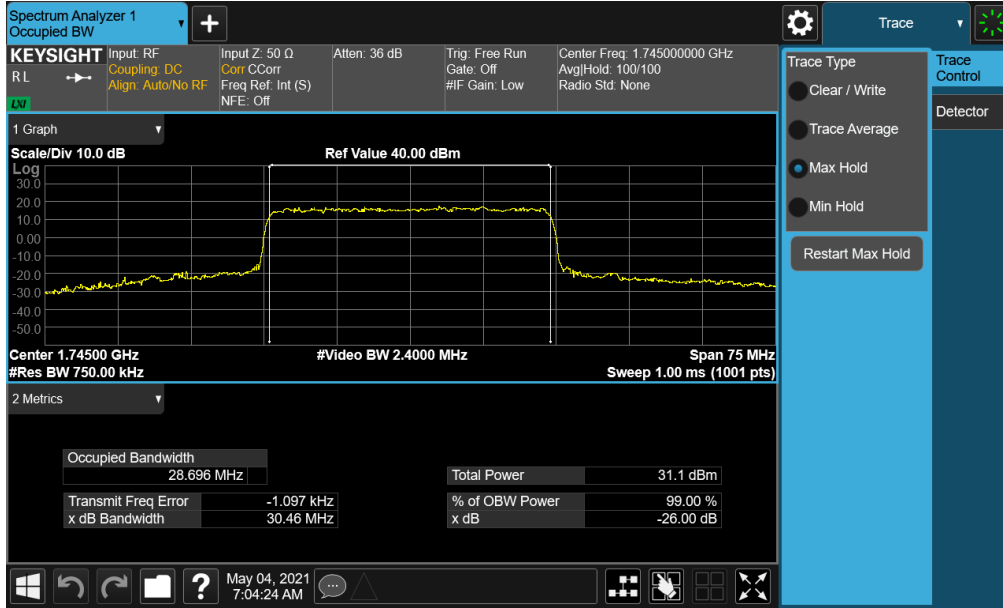 Spectrum Analyzer 1
Occupied BW
+
Trace
KEYSIGHT
RL
LXI
Input: RF
Coupling: DC
Align: Auto/No RF
Input Z: 50 Ω
Corr CCorr
Freq Ref: Int (S)
NFE: Off
Atten: 36 dB
Trig: Free Run
Gate: Off
#IF Gain: Low
Center Freq: 1.745000000 GHz
Avg|Hold: 100/100
Radio Std: None
Trace Type
Clear / Write
Trace Average
Max Hold
Min Hold
Restart Max Hold
Trace
Control
Detector
1 Graph
Scale/Div 10.0 dB
Ref Value 40.00 dBm
Log
30.0
20.0
10.0
0.00
-10.0
-20.0
-30.0
-40.0
-50.0
Center 1.74500 GHz
#Video BW 2.4000 MHz
Span 75 MHz
#Res BW 750.00 kHz
Sweep 1.00 ms (1001 pts)
2 Metrics
Occupied Bandwidth
28.696 MHz
Total Power 31.1 dBm
Transmit Freq Error -1.097 kHz
% of OBW Power 99.00 %
x dB Bandwidth 30.46 MHz
x dB -26.00 dB
?
May 04, 2021
7:04:24 AM